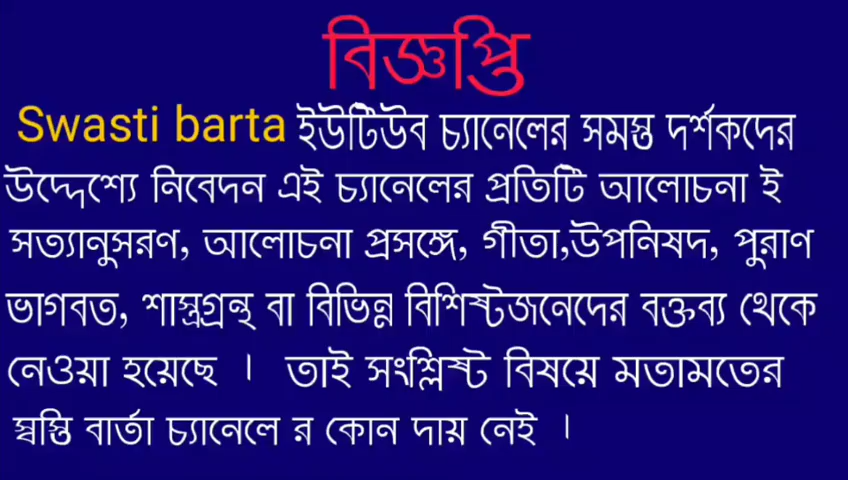 বিজ্ঞপ্তি
Swasti barta ইউটিউব চ্যানেলের সমস্ত দর্শকদের
উদ্দেশ্যে নিবেদন এই চ্যানেলের প্রতিটি আলোচনা ই
সত্যানুসরণ, আলোচনা প্রসঙ্গে, গীতা,উপনিষদ, পুরাণ
ভাগবত, শাস্ত্রগ্রন্থ বা বিভিন্ন বিশিষ্টজনেদের বক্তব্য থেকে
নেওয়া হয়েছে । তাই সংশ্লিস্ট বিষয়ে মতামতের
স্বস্তি বার্তা চ্যানেলে র কোন দায় নেই ।